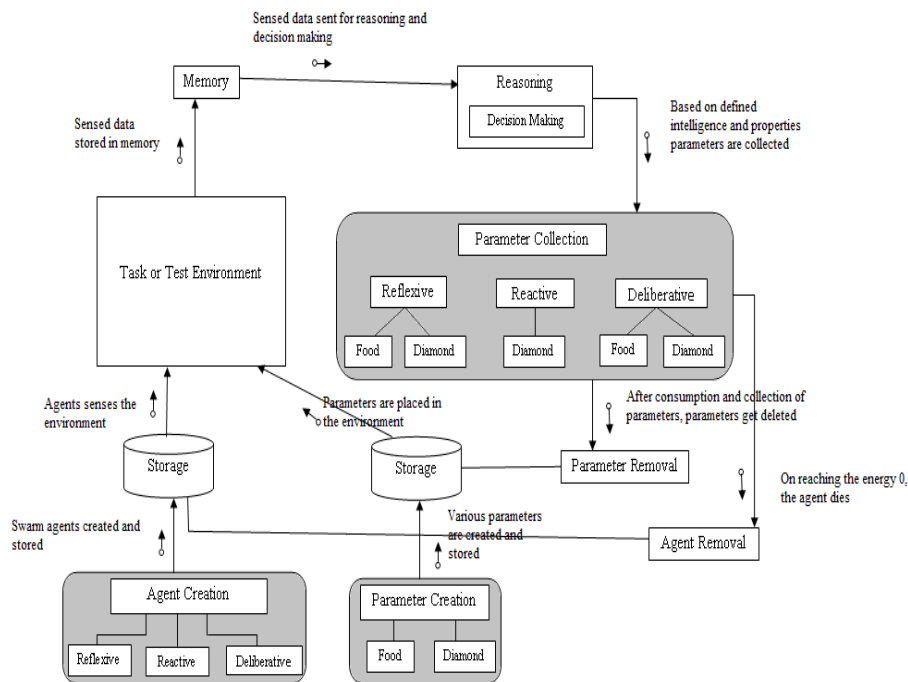 Sensed data sent for reasoning and
decision making
Memory
Reasoning
Decision Making
Sensed data
stored in memory
Based on defined
intelligence and properties
parameters are collected
Task or Test Environment
Parameter Collection
Reflexive
Reactive
Deliberative
Food
Diamond
Diamond
Food
Diamond
Agents senses the
environment
Parameters are placed in
the environment
After consumption and collection
of parameters, parameters get deleted
Storage
Storage
Parameter Removal
On reaching the energy 0,
the agent dies
Swarm agents created and
stored
Various parameters
are created and
stored
Agent Removal
Agent Creation
Reflexive
Reactive
Deliberative
Parameter Creation
Food
Diamond